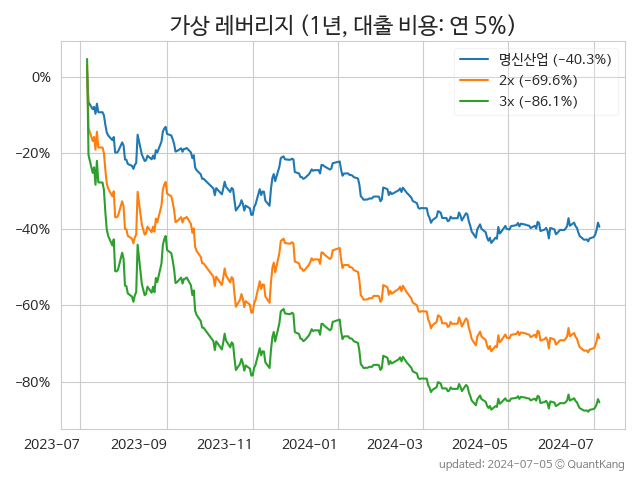 가상 레버리지 (1년, 대출 비용: 연 5%)
명신산업 (−40.3%)
2x (−69.6%)
3x (−86.1%)
0%
−20%
−40%
−60%
−80%
2023−07 2023−09 2023−11 2024−01 2024−03 2024−05 2024−07
updated: 2024-07-05 © QuantKang